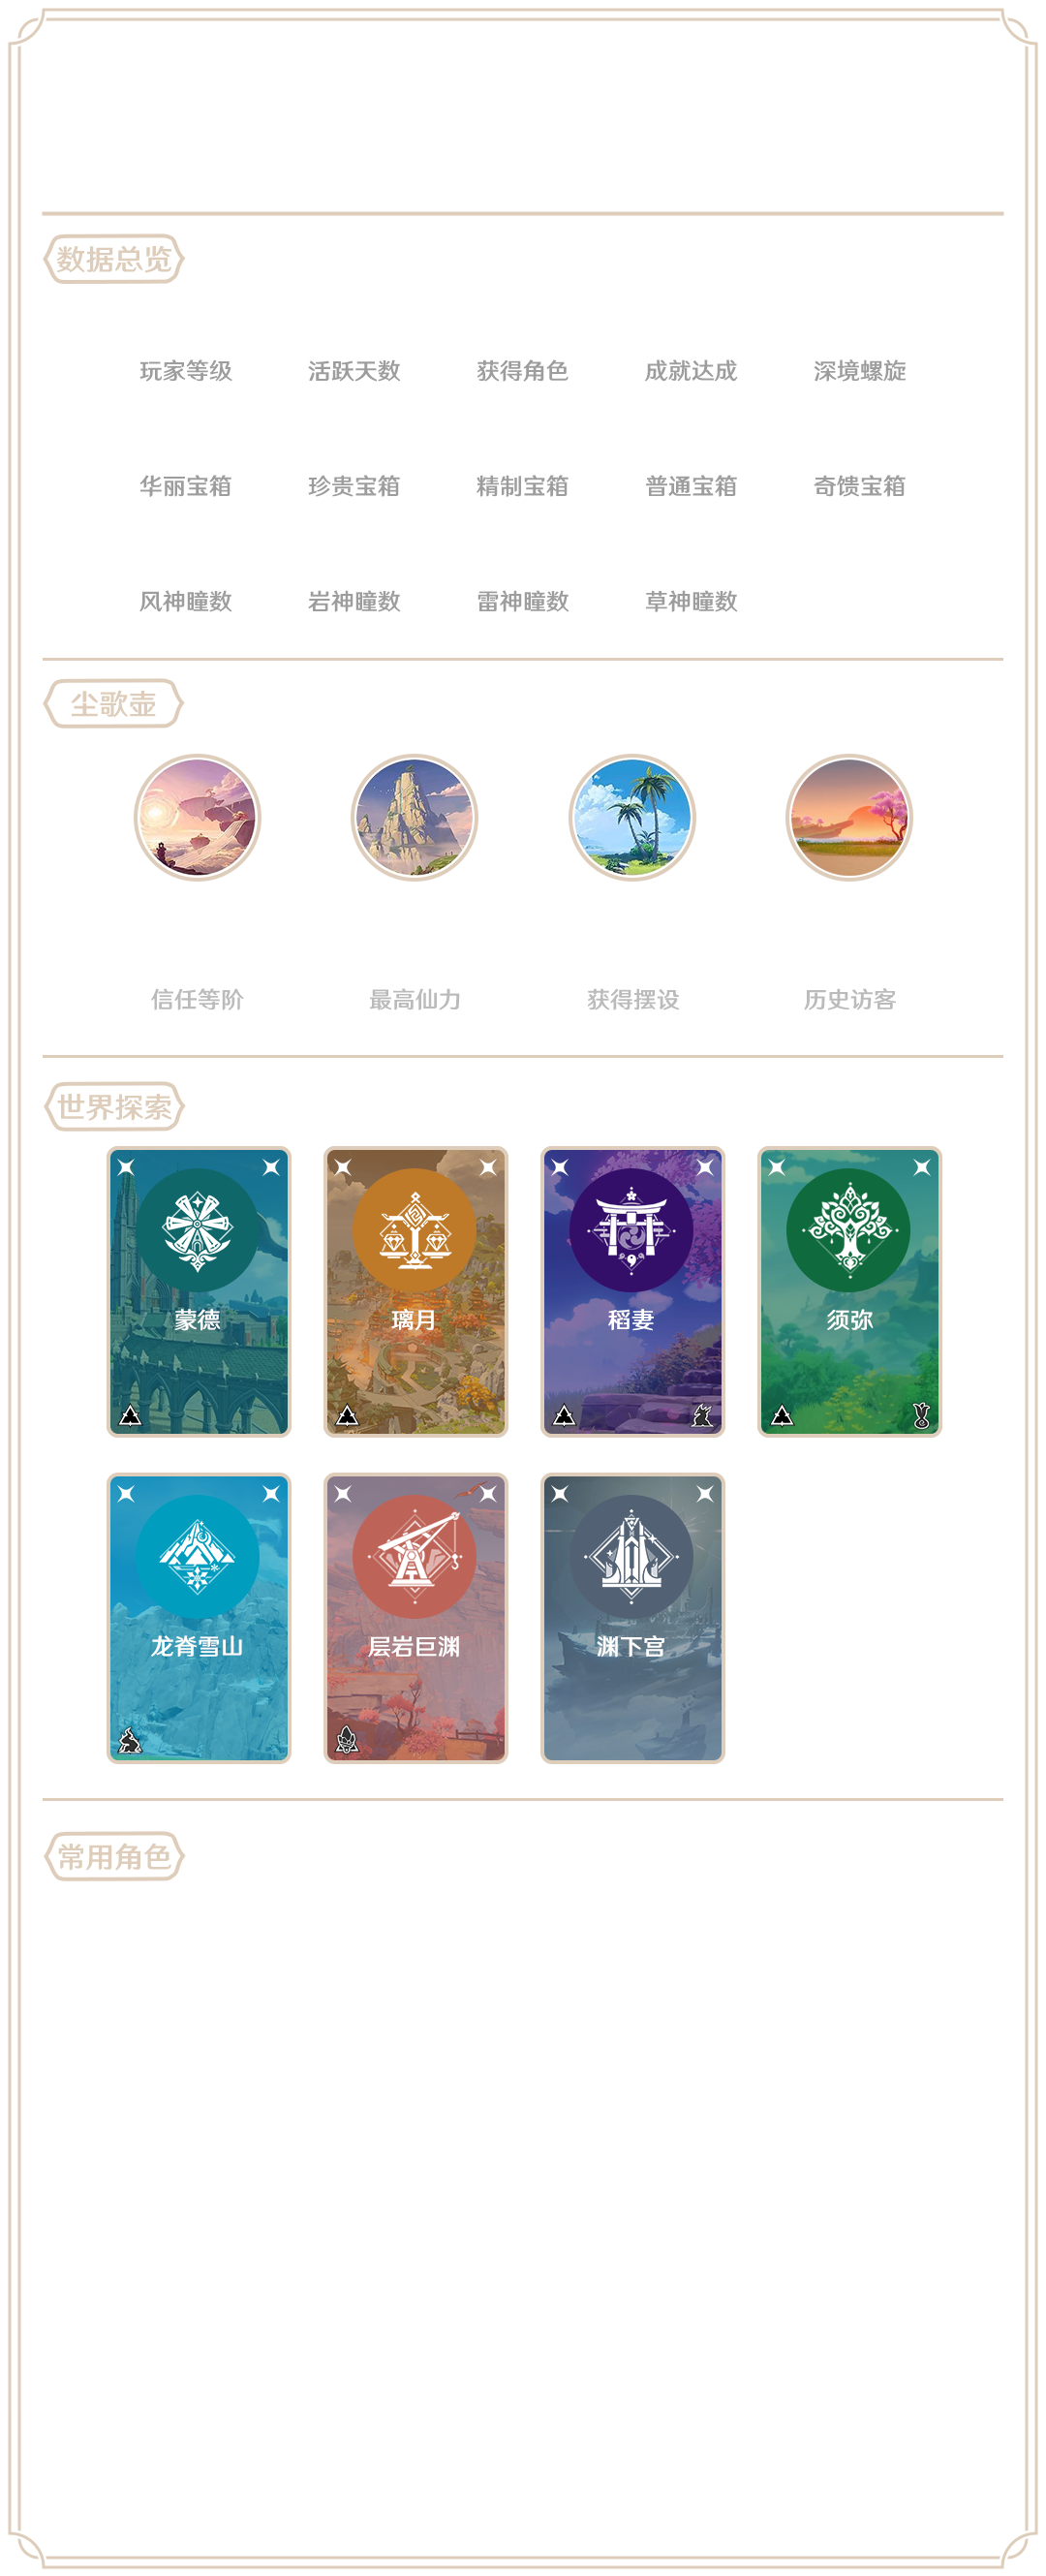 数据总览
玩家等级 活跃天数 获得角色 成就达成 深境螺旋
华丽宝箱 珍贵宝箱 精制宝箱 普通宝箱 奇馈宝箱
风神瞳数 岩神瞳数 雷神瞳数 草神瞳数
尘歌壶
信任等阶 最高仙力 获得摆设 历史访客
世界探索
蒙德 璃月 稻妻 须弥
龙脊雪山 层岩巨渊 渊下宫
常用角色